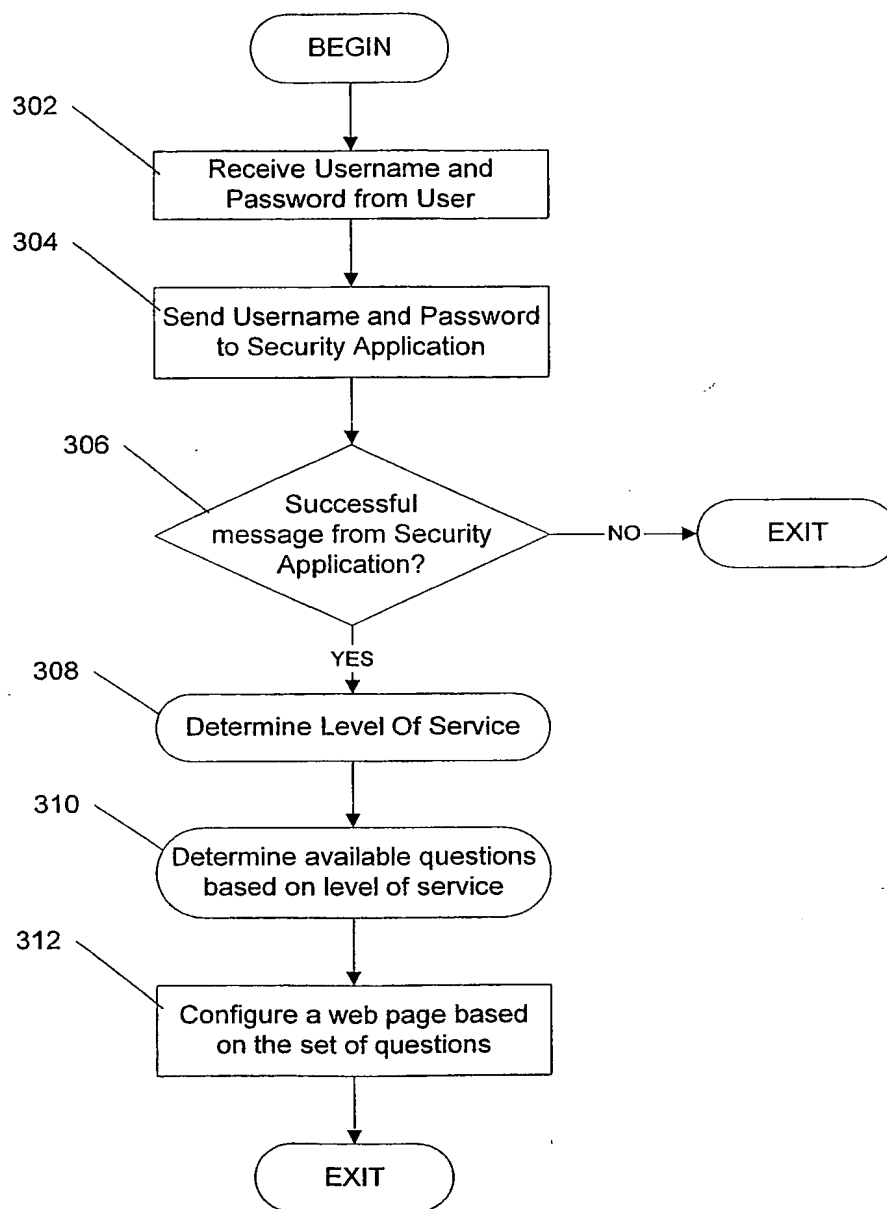 BEGIN
302
Receive Username and
Password from User
304
Send Username and Password
to Security Application
306
Successful
message from Security
Application?
NO
EXIT
YES
308
Determine Level Of Service
310
Determine available questions
based on level of service
312
Configure a web page based
on the set of questions
EXIT